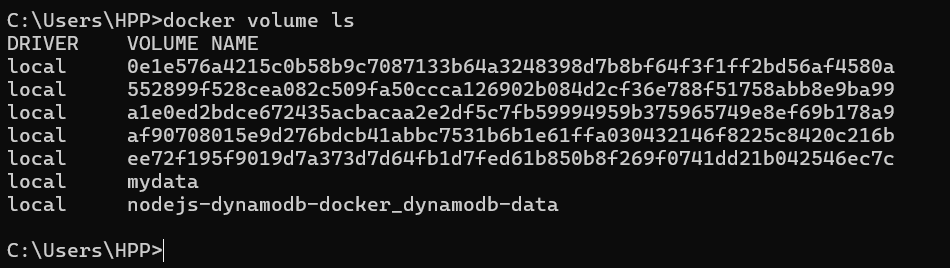 C:\Users\HPP>docker volume ls
DRIVER    VOLUME NAME
local     0e1e576a4215c0b58b9c7087133b64a3248398d7b8bf64f3f1ff2bd56af4580a
local     552899f528cea082c509fa50ccca126902b084d2cf36e788f51758abb8e9ba99
local     a1e0ed2bdce672435acbacaa2e2df5c7fb59994959b375965749e8ef69b178a9
local     af90708015e9d276bdcb41abbc7531b6b1e61ffa030432146f8225c8420c216b
local     ee72f195f9019d7a373d7d64fb1d7fed61b850b8f269f0741dd21b042546ec7c
local     mydata
local     nodejs-dynamodb-docker_dynamodb-data
C:\Users\HPP>